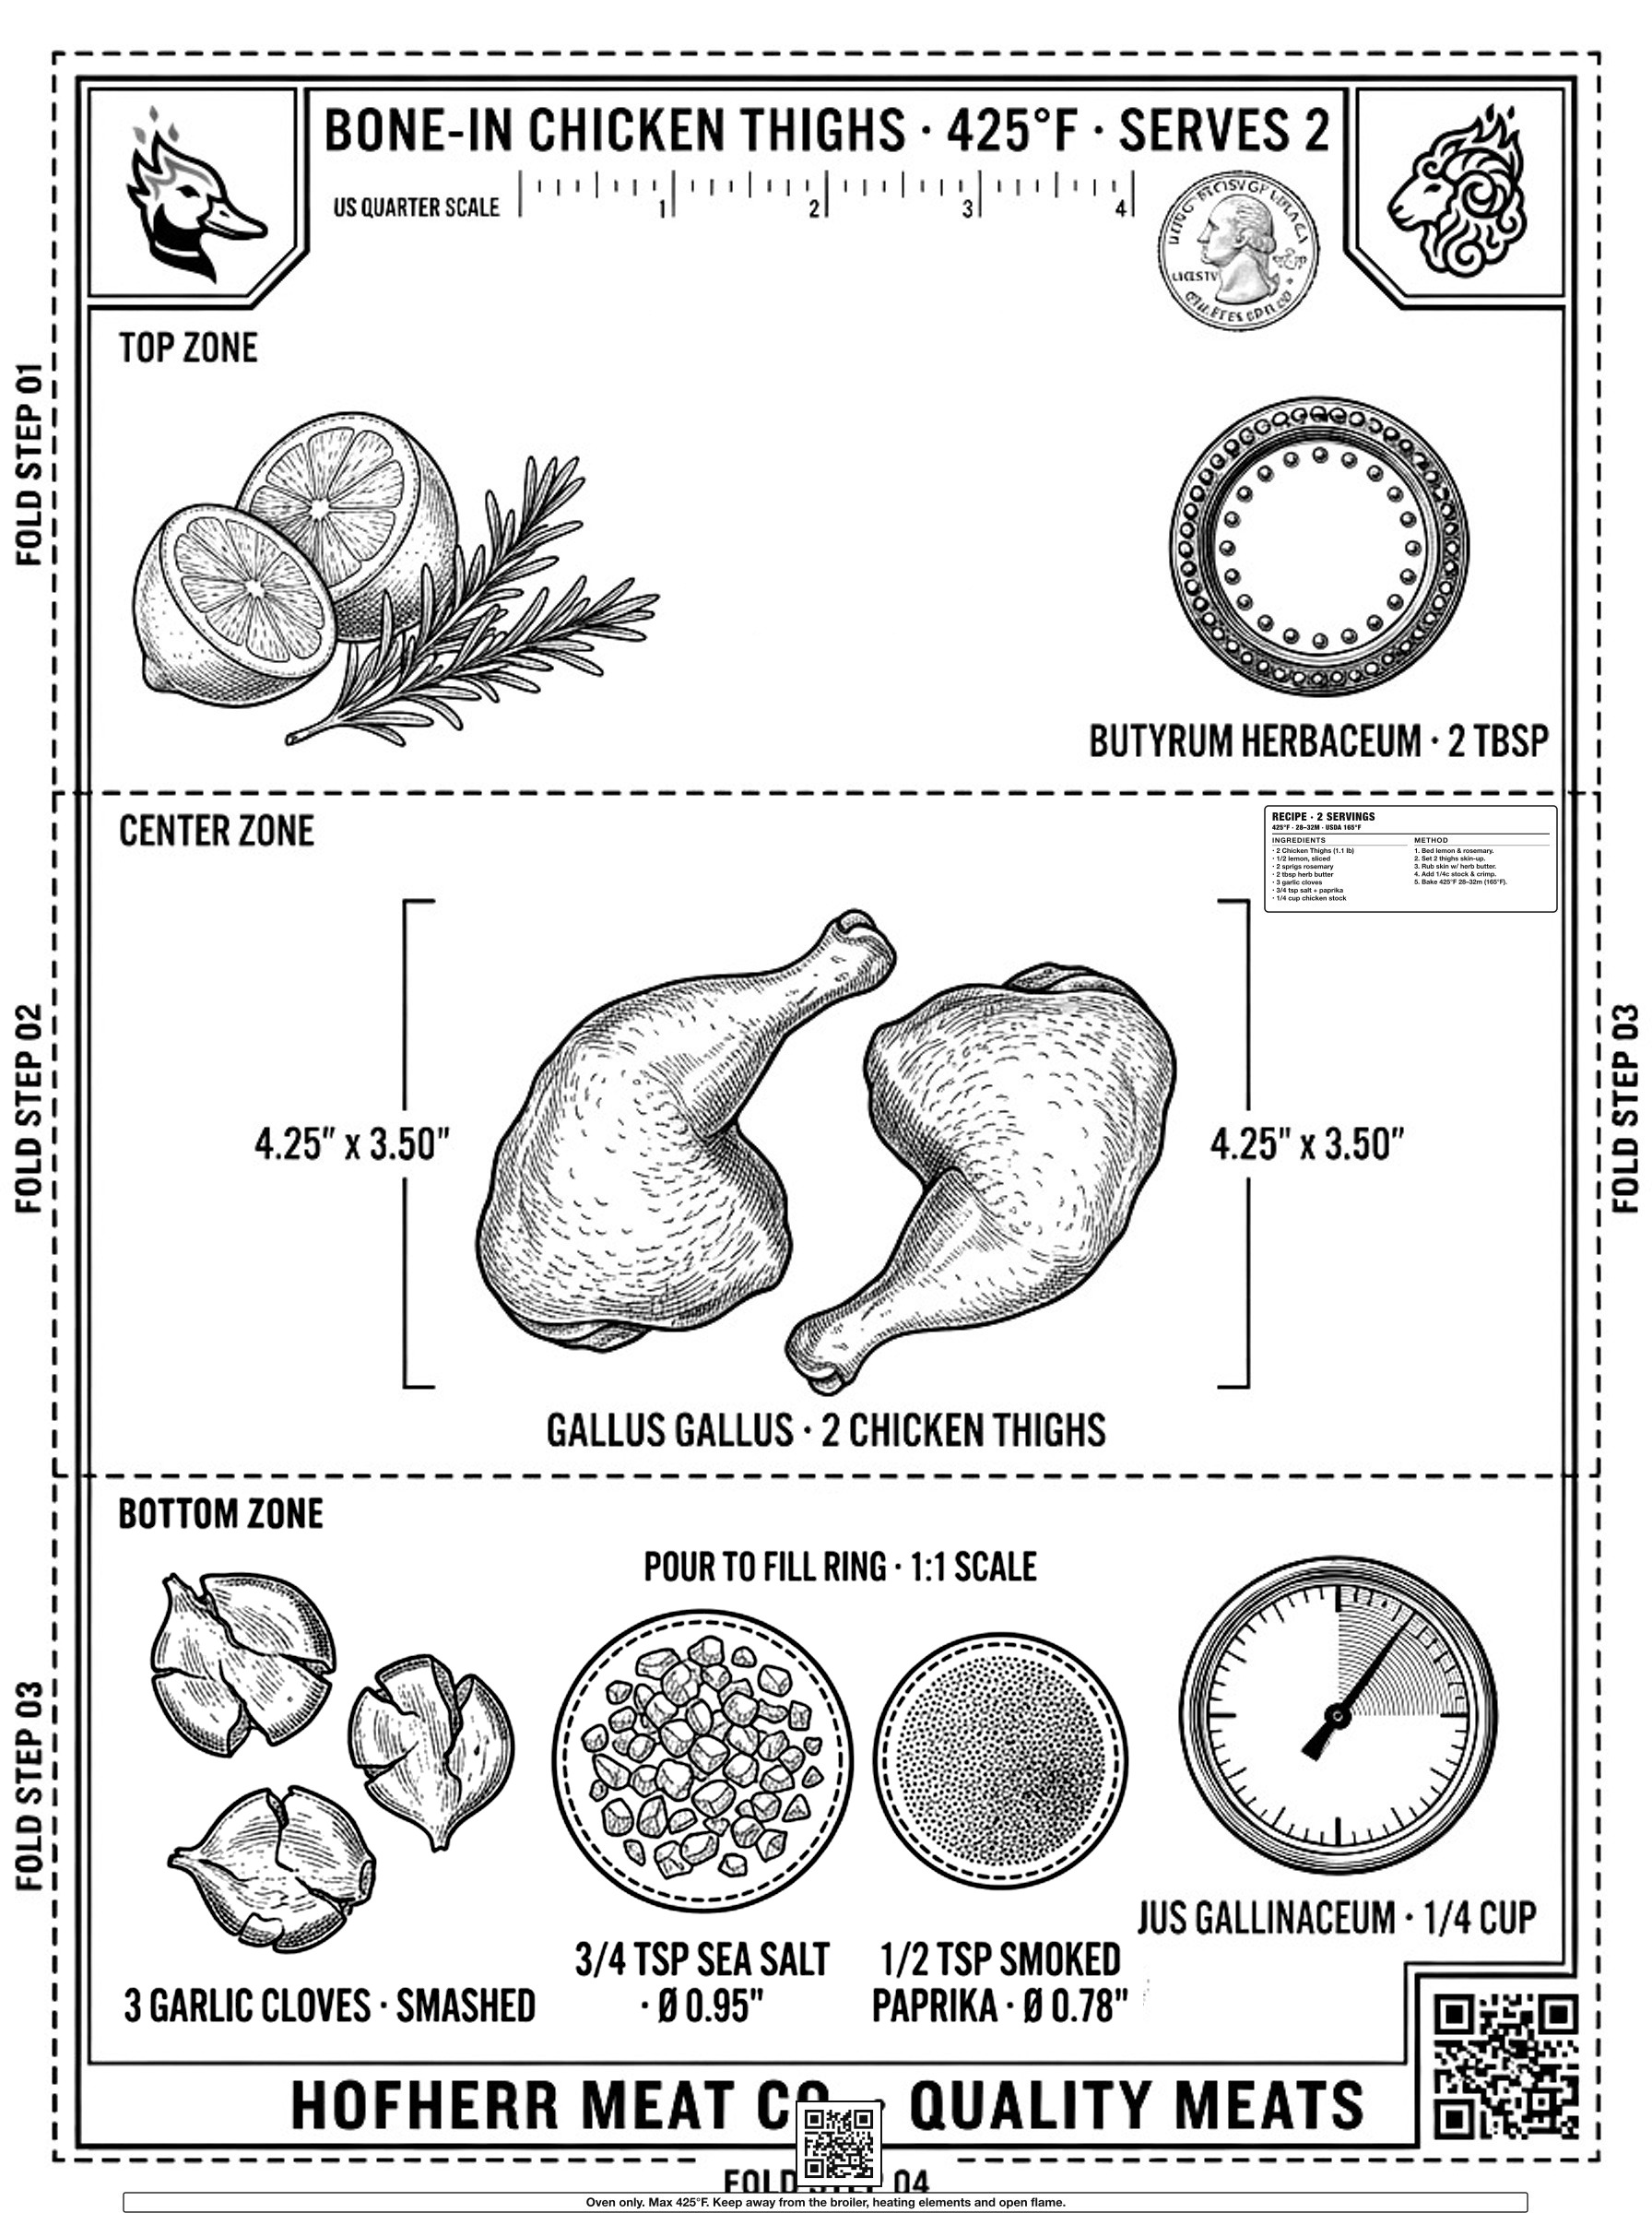 BONE-IN CHICKEN THIGHS · 425°F · SERVES 2
US QUARTER SCALE
1 2 3 4
TOP ZONE
FOLD STEP 01
BUTYRUM HERBACEUM · 2 TBSP
CENTER ZONE
RECIPE · 2 SERVINGS
425°F · 28–32M · USDA 165°F
INGREDIENTS
· 2 Chicken Thighs (1.1 lb)
· 1/2 lemon, sliced
· 2 sprigs rosemary
· 2 tbsp herb butter
· 3 garlic cloves
· 3/4 tsp salt + paprika
· 1/4 cup chicken stock
METHOD
1. Bed lemon & rosemary.
2. Set 2 thighs skin-up.
3. Rub skin w/ herb butter.
4. Add 1/4c stock & crimp.
5. Bake 425°F 28–32m (165°F).
FOLD STEP 02
4.25" x 3.50"
4.25" x 3.50"
FOLD STEP 03
GALLUS GALLUS · 2 CHICKEN THIGHS
BOTTOM ZONE
POUR TO FILL RING · 1:1 SCALE
FOLD STEP 03
JUS GALLINACEUM · 1/4 CUP
3/4 TSP SEA SALT
· Ø 0.95"
1/2 TSP SMOKED
PAPRIKA · Ø 0.78"
3 GARLIC CLOVES · SMASHED
HOFHERR MEAT CO · QUALITY MEATS
FOLD 04
Oven only. Max 425°F. Keep away from the broiler, heating elements and open flame.